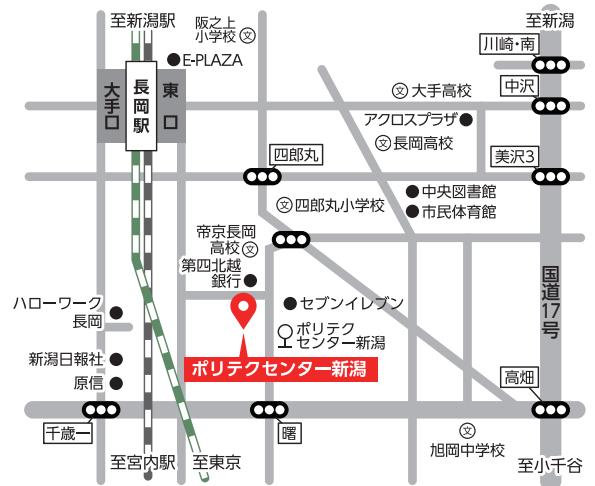 至新潟駅
阪之上
小学校
文
至新潟
川崎・南
E-PLAZA
中沢
大手口
長岡駅
東口
文
大手高校
アクロスプラザ
文
長岡高校
四郎丸
美沢3
中央図書館
市民体育館
文
四郎丸小学校
帝京長岡
高校
文
第四北越
銀行
国道17号
ハローワーク
長岡
セブンイレブン
ポリテク
センター新潟
新潟日報社
原信
ポリテクセンター新潟
高畑
千歳一
曙
文
旭岡中学校
至宮内駅
至東京
至小千谷